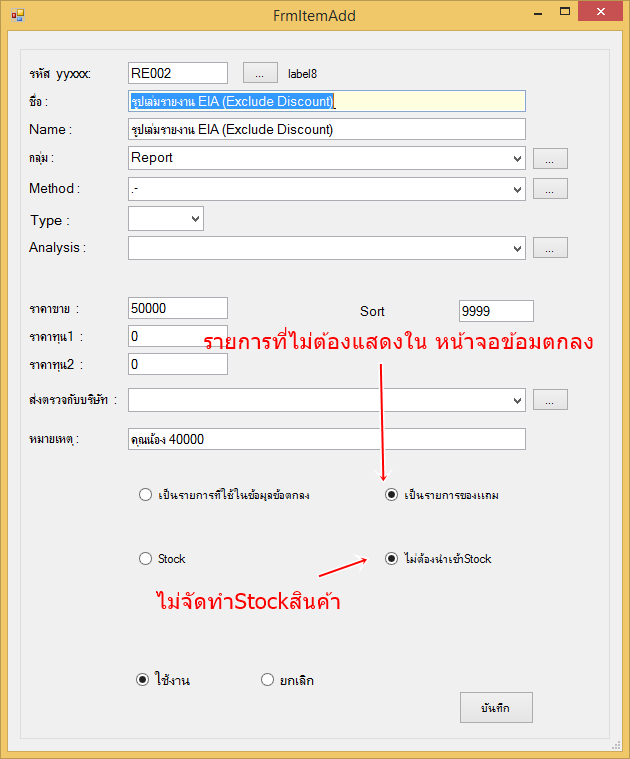 FrmItemAdd
รหัส yyxxx: RE002 ... label8
ชื่อ : รูปเล่มรายงาน EIA (Exclude Discount)
Name : รูปเล่มรายงาน EIA (Exclude Discount)
กลุ่ม : Report ...
Method : .- ...
Type :
Analysis : ...
ราคาขาย : 50000 Sort 9999
ราคาทุน1 : 0
รายการที่ไม่ต้องแสดงใน หน้าจอข้อมตกลง
ราคาทุน2 : 0
ส่งตรวจกับบริษัท : ...
หมายเหตุ : คุณน้อง 40000
เป็นรายการที่ใช้ในข้อมูลข้อตกลง เป็นรายการของแถม
Stock ไม่ต้องนำเข้าStock
ไม่จัดทำStockสินค้า
ใช้งาน ยกเลิก
บันทึก